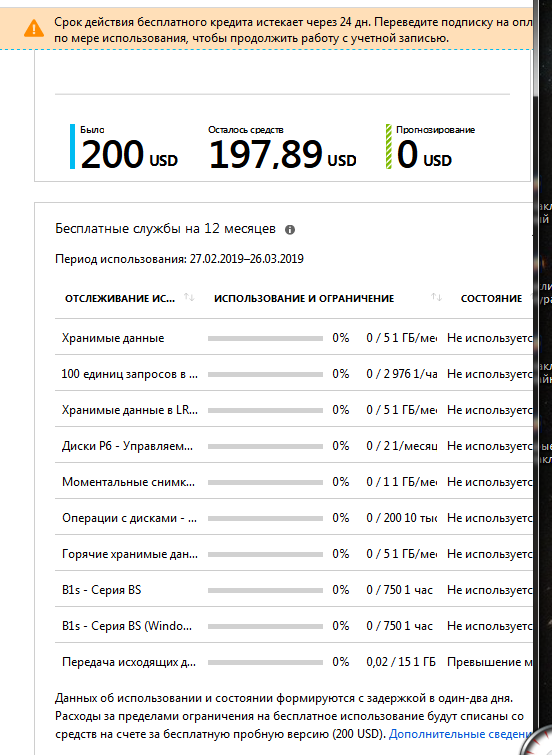 Срок действия бесплатного кредита истекает через 24 дн. Переведите подписку на опл
по мере использования, чтобы продолжить работу с учетной записью.
Было Осталось средств Прогнозирование
200 USD 197,89 USD 0 USD
Бесплатные службы на 12 месяцев
Период использования: 27.02.2019–26.03.2019
ОТСЛЕЖИВАНИЕ ИС... ИСПОЛЬЗОВАНИЕ И ОГРАНИЧЕНИЕ СОСТОЯНИЕ
Хранимые данные 0% 0 / 5 1 ГБ/мес Не используетс
100 единиц запросов в ... 0% 0 / 2 976 1/ча Не используетс
Хранимые данные в LR... 0% 0 / 5 1 ГБ/мес Не используетс
Диски P6 - Управляем... 0% 0 / 2 1/месяц Не используетс
Моментальные снимк... 0% 0 / 1 1 ГБ/мес Не используетс
Операции с дисками - ... 0% 0 / 200 10 тыс Не используетс
Горячие хранимые дан... 0% 0 / 5 1 ГБ/мес Не используетс
B1s - Серия BS 0% 0 / 750 1 час Не используетс
B1s - Серия BS (Windo... 0% 0 / 750 1 час Не используетс
Передача исходящих д... 0% 0,02 / 15 1 ГБ Превышение м
Данных об использовании и состоянии формируются с задержкой в один-два дня.
Расходы за пределами ограничения на бесплатное использование будут списаны со
средств на счете за бесплатную пробную версию (200 USD). Дополнительные сведени